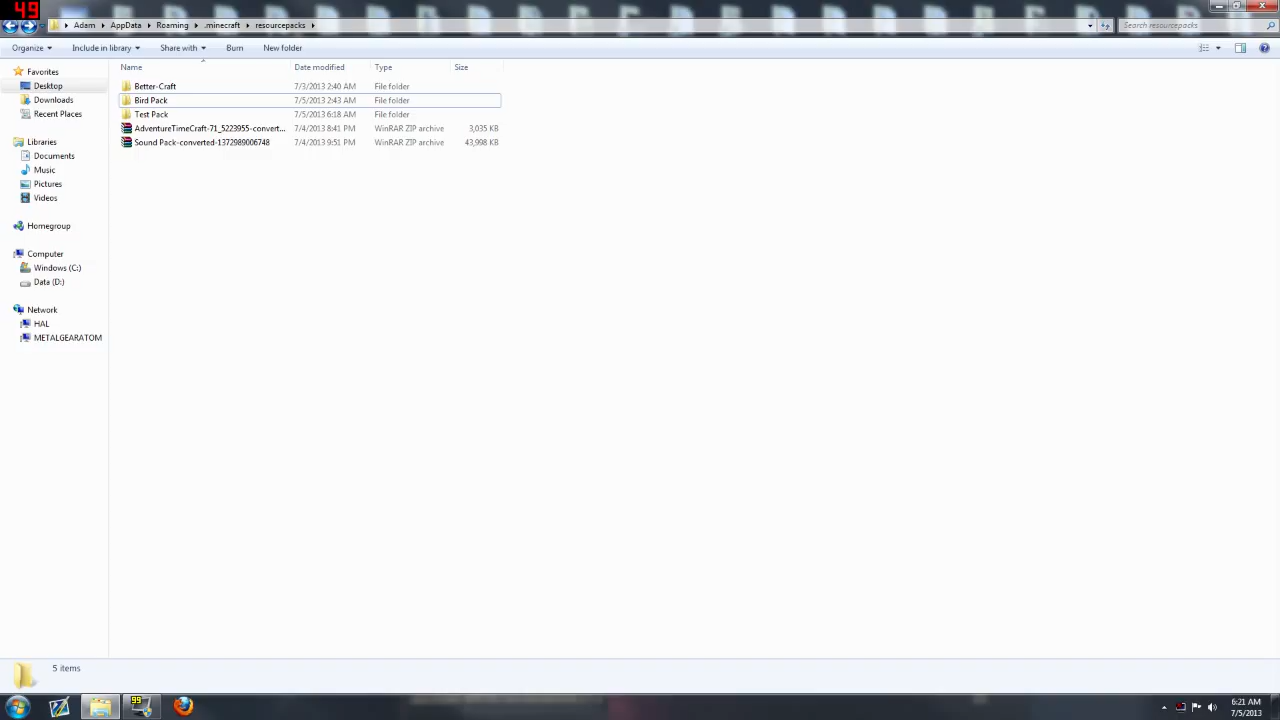 49
Adam AppData Roaming .minecraft resourcepacks Search resourcepacks
Organize Include in library Share with Burn New folder
Name Date modified Type Size
Favorites
Desktop
Downloads
Recent Places
Libraries
Documents
Music
Pictures
Videos
Homegroup
Computer
Windows (C:)
Data (D:)
Network
HAL
METALGEARATOM
Better-Craft 7/3/2013 2:40 AM File folder
Bird Pack 7/5/2013 2:43 AM File folder
Test Pack 7/5/2013 6:18 AM File folder
AdventureTimeCraft-71_5223955-convert... 7/4/2013 8:41 PM WinRAR ZIP archive 3,035 KB
Sound Pack-converted-1372989006748 7/4/2013 9:51 PM WinRAR ZIP archive 43,998 KB
5 items
99
6:21 AM
7/5/2013